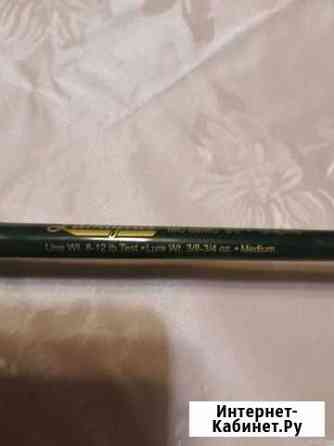 Line Wt. 8-12 lb Test • Lure Wt. 3/8-3/4 oz. • Medium
Интернет-
Кабинет.Ру